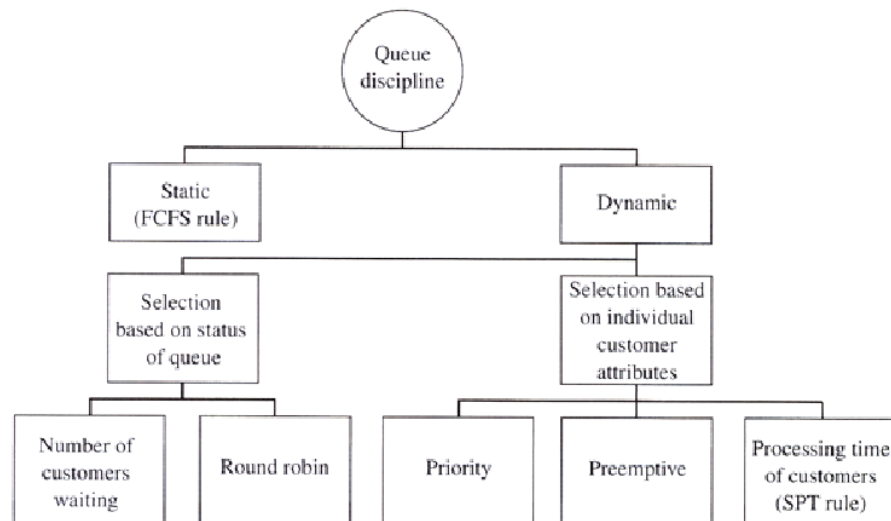 Queue
discipline
Static
(FCFS rule)
Dynamic
Selection
based on status
of queue
Selection based
on individual
customer
attributes
Number of
customers
waiting
Round robin
Priority
Preemptive
Processing time
of customers
(SPT rule)